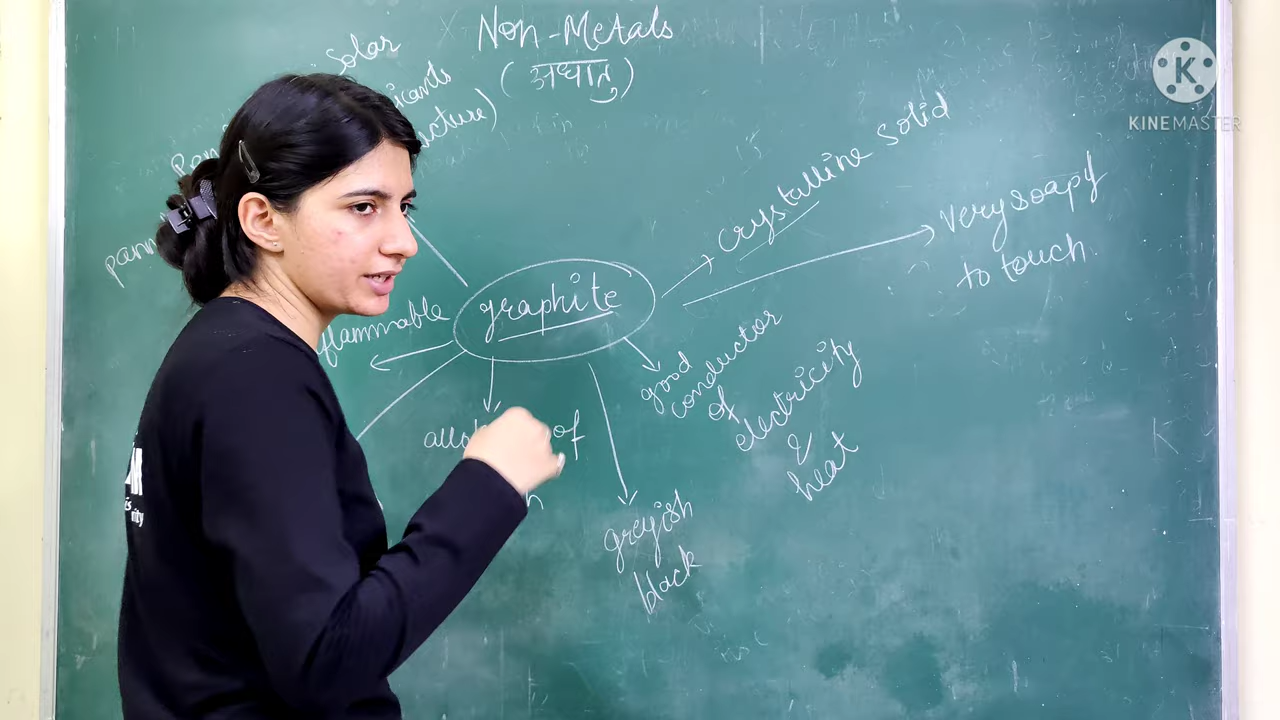 Non-Metals
(अधातु)
Solar
K
KINEMASTER
crystalline solid
very soapy
to touch.
graphite
flammable
good
conductor
of
electricity
&
heat
of
greyish
black
K